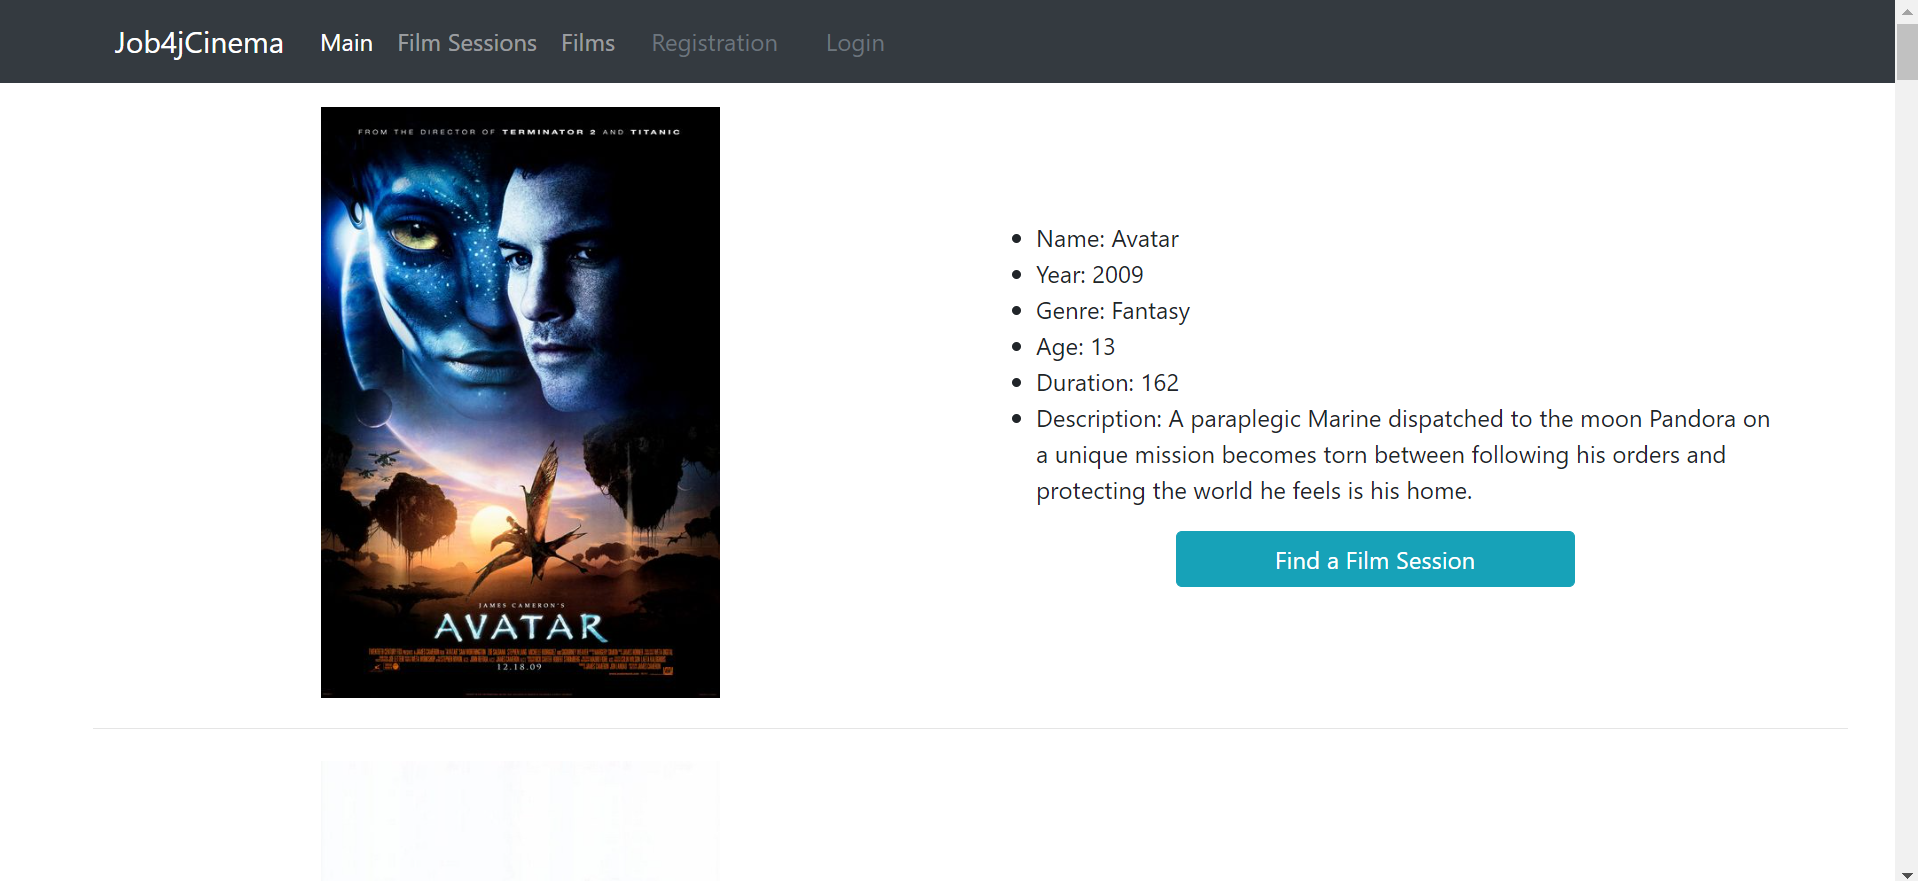 Job4jCinema Main Film Sessions Films Registration Login
FROM THE DIRECTOR OF TERMINATOR 2 AND TITANIC
JAMES CAMERON'S
AVATAR
12.18.09
Name: Avatar
Year: 2009
Genre: Fantasy
Age: 13
Duration: 162
Description: A paraplegic Marine dispatched to the moon Pandora on
a unique mission becomes torn between following his orders and
protecting the world he feels is his home.
Find a Film Session